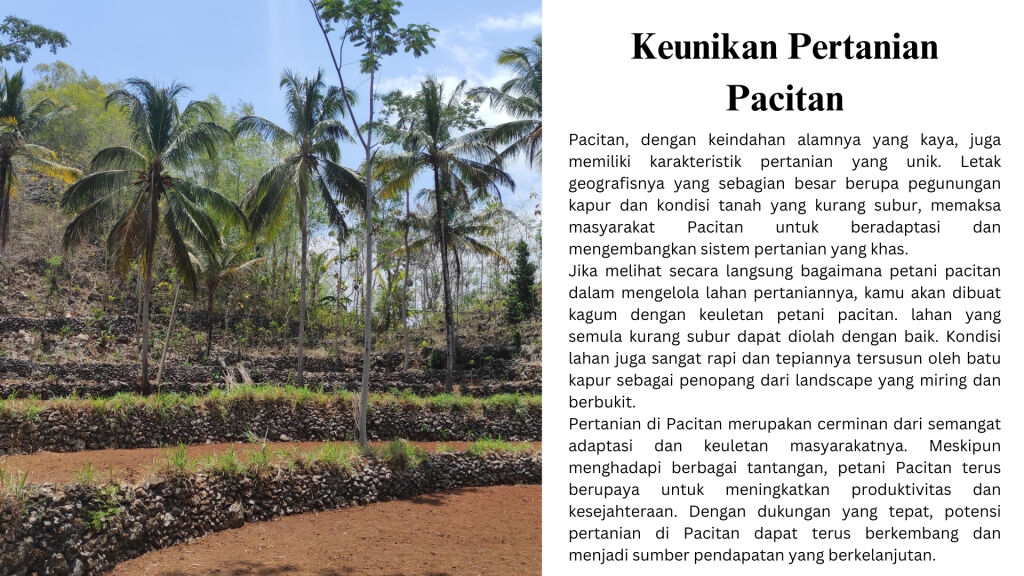 Keunikan Pertanian
Pacitan
Pacitan, dengan keindahan alamnya yang kaya, juga
memiliki karakteristik pertanian yang unik. Letak
geografisnya yang sebagian besar berupa pegunungan
kapur dan kondisi tanah yang kurang subur, memaksa
masyarakat Pacitan untuk beradaptasi dan
mengembangkan sistem pertanian yang khas.
Jika melihat secara langsung bagaimana petani pacitan
dalam mengelola lahan pertaniannya, kamu akan dibuat
kagum dengan keuletan petani pacitan. lahan yang
semula kurang subur dapat diolah dengan baik. Kondisi
lahan juga sangat rapi dan tepiannya tersusun oleh batu
kapur sebagai penopang dari landscape yang miring dan
berbukit.
Pertanian di Pacitan merupakan cerminan dari semangat
adaptasi dan keuletan masyarakatnya. Meskipun
menghadapi berbagai tantangan, petani Pacitan terus
berupaya untuk meningkatkan produktivitas dan
kesejahteraan. Dengan dukungan yang tepat, potensi
pertanian di Pacitan dapat terus berkembang dan
menjadi sumber pendapatan yang berkelanjutan.